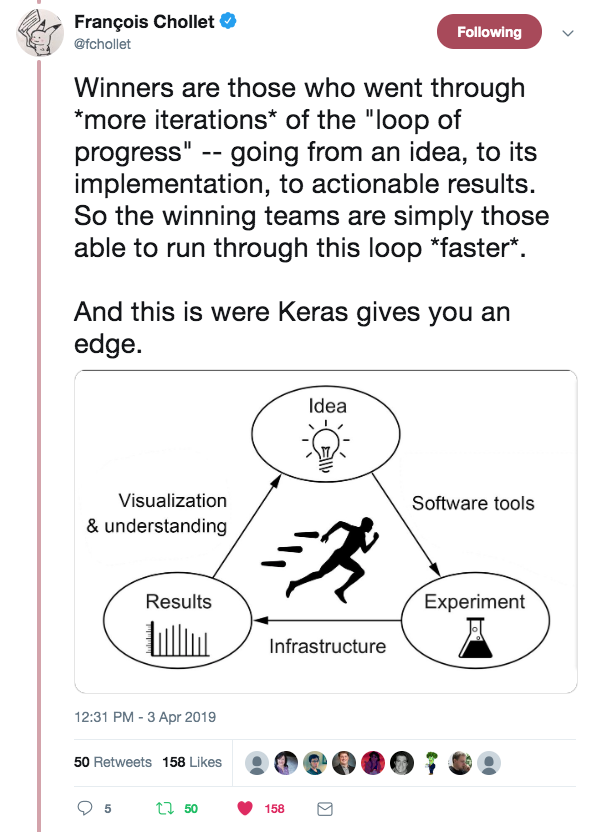 François Chollet
@fchollet
Following
Winners are those who went through
*more iterations* of the "loop of
progress" -- going from an idea, to its
implementation, to actionable results.
So the winning teams are simply those
able to run through this loop *faster*.
And this is were Keras gives you an
edge.
Idea
Visualization
& understanding
Software tools
Results
Experiment
Infrastructure
12:31 PM - 3 Apr 2019
50 Retweets 158 Likes
5 50 158